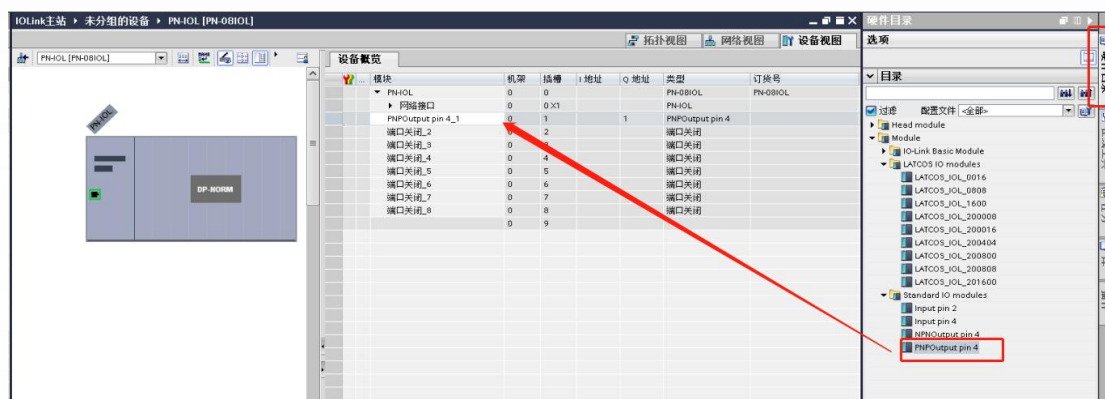 IOLink主站 ▸ 未分组的设备 ▸ PN-IOL [PN-08IOL]
硬件目录
拓扑视图 网络视图 设备视图
选项
PN-IOL [PN-08IOL]
设备概览
目录
模块 机架 插槽 I 地址 Q 地址 类型 订货号
PN-IOL 0 0 PN-08IOL PN-08IOL
网络接口 0 0 X1 PN-IOL
PNPOutput pin 4_1 0 1 1 PNPOutput pin 4
端口关闭_2 0 2 端口关闭
端口关闭_3 0 3 端口关闭
端口关闭_4 0 4 端口关闭
端口关闭_5 0 5 端口关闭
端口关闭_6 0 6 端口关闭
端口关闭_7 0 7 端口关闭
端口关闭_8 0 8 端口关闭
0 9
PN-IOL
DP-NORM
过滤 配置文件 <全部>
Head module
Module
IO-Link Basic Module
LATCOS IO modules
LATCOS_IOL_0016
LATCOS_IOL_0808
LATCOS_IOL_1600
LATCOS_IOL_200008
LATCOS_IOL_200016
LATCOS_IOL_200404
LATCOS_IOL_200800
LATCOS_IOL_200808
LATCOS_IOL_201600
Standard IO modules
Input pin 2
Input pin 4
NPNOutput pin 4
PNPOutput pin 4